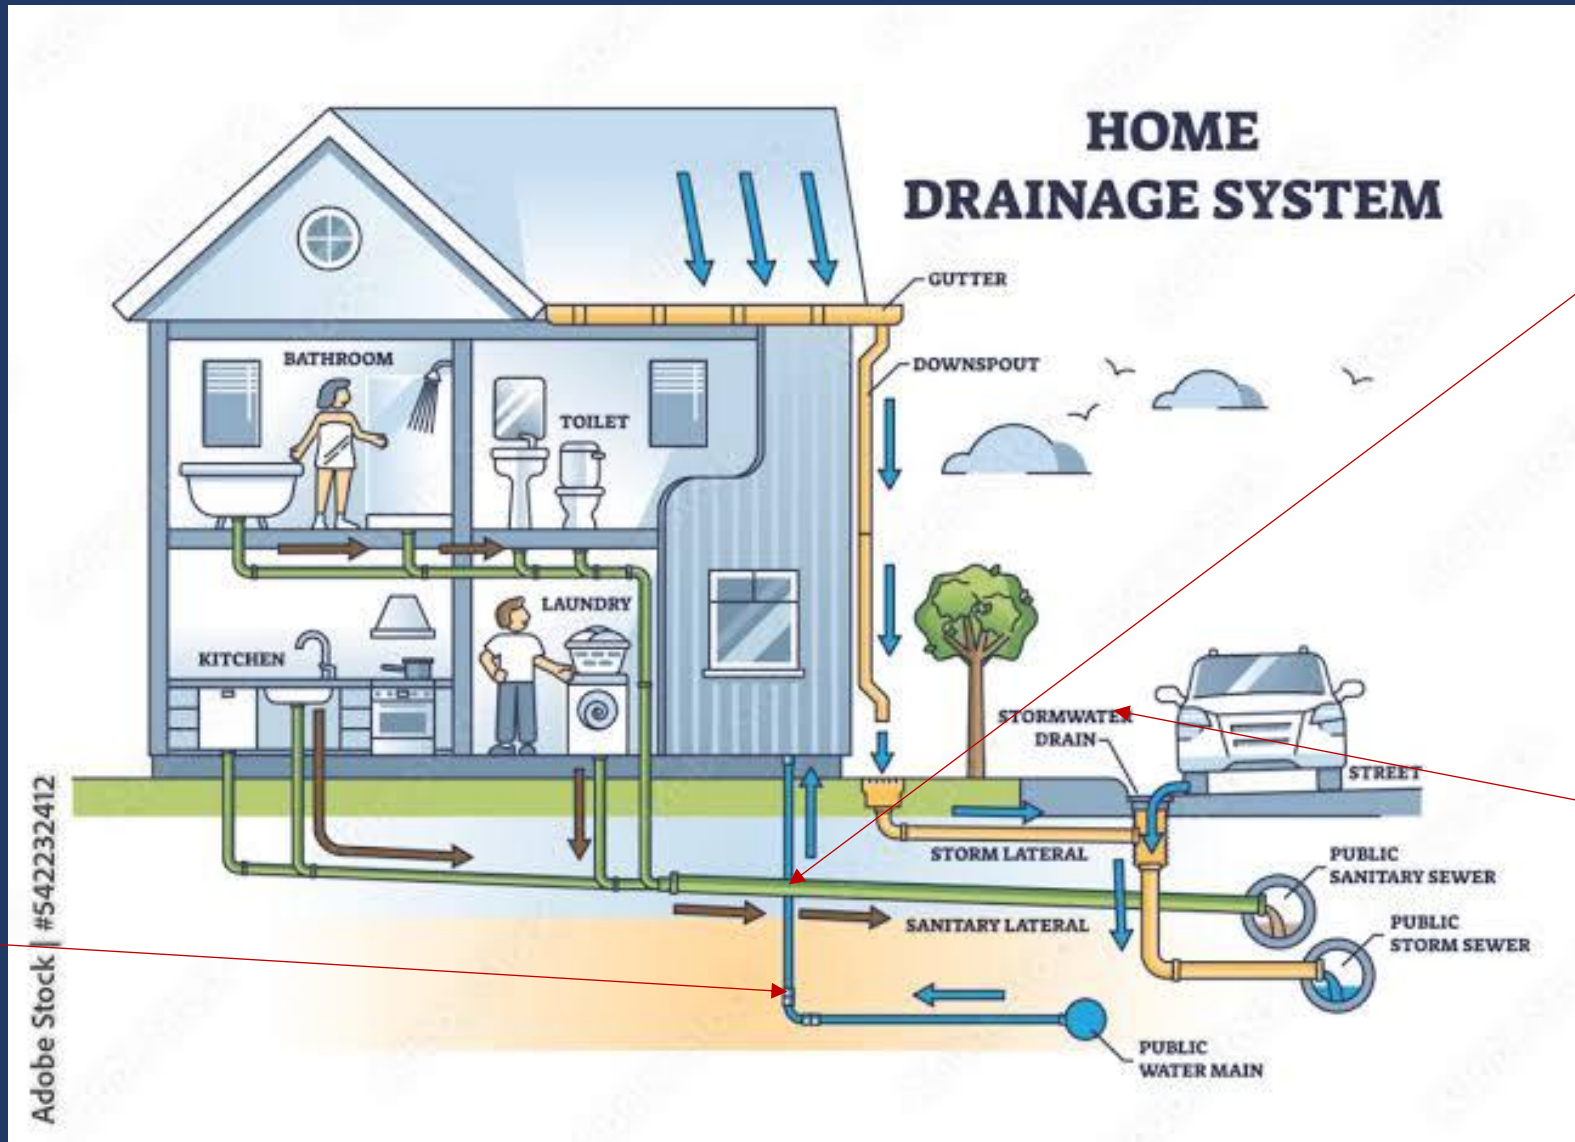 HOME
DRAINAGE SYSTEM
GUTTER
BATHROOM
DOWNSPOUT
TOILET
LAUNDRY
KITCHEN
STORMWATER
DRAIN
STREET
STORM LATERAL
PUBLIC
SANITARY SEWER
SANITARY LATERAL
PUBLIC
STORM SEWER
PUBLIC
WATER MAIN
Adobe Stock | #542232412